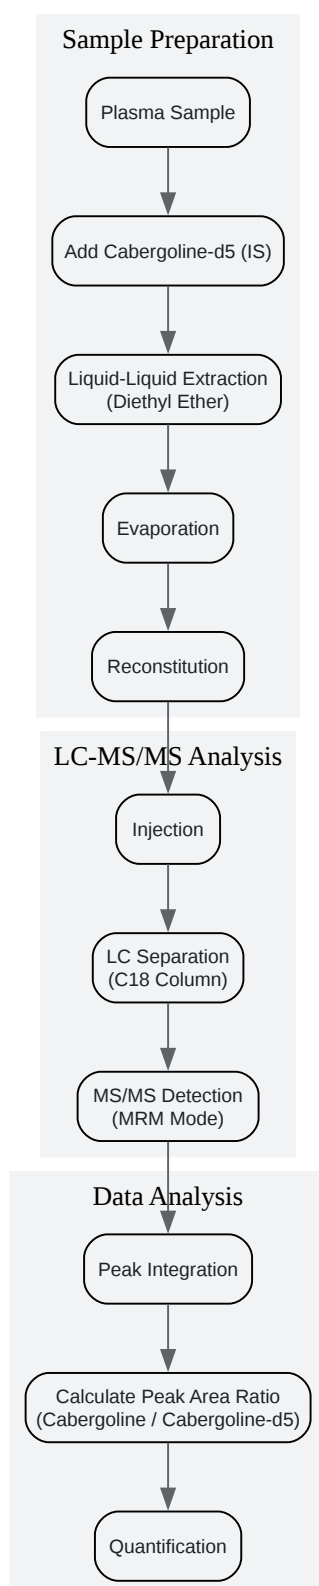 Sample Preparation
Plasma Sample
Add Cabergoline-d5 (IS)
Liquid-Liquid Extraction
(Diethyl Ether)
Evaporation
Reconstitution
LC-MS/MS Analysis
Injection
LC Separation
(C18 Column)
MS/MS Detection
(MRM Mode)
Data Analysis
Peak Integration
Calculate Peak Area Ratio
(Cabergoline / Cabergoline-d5)
Quantification